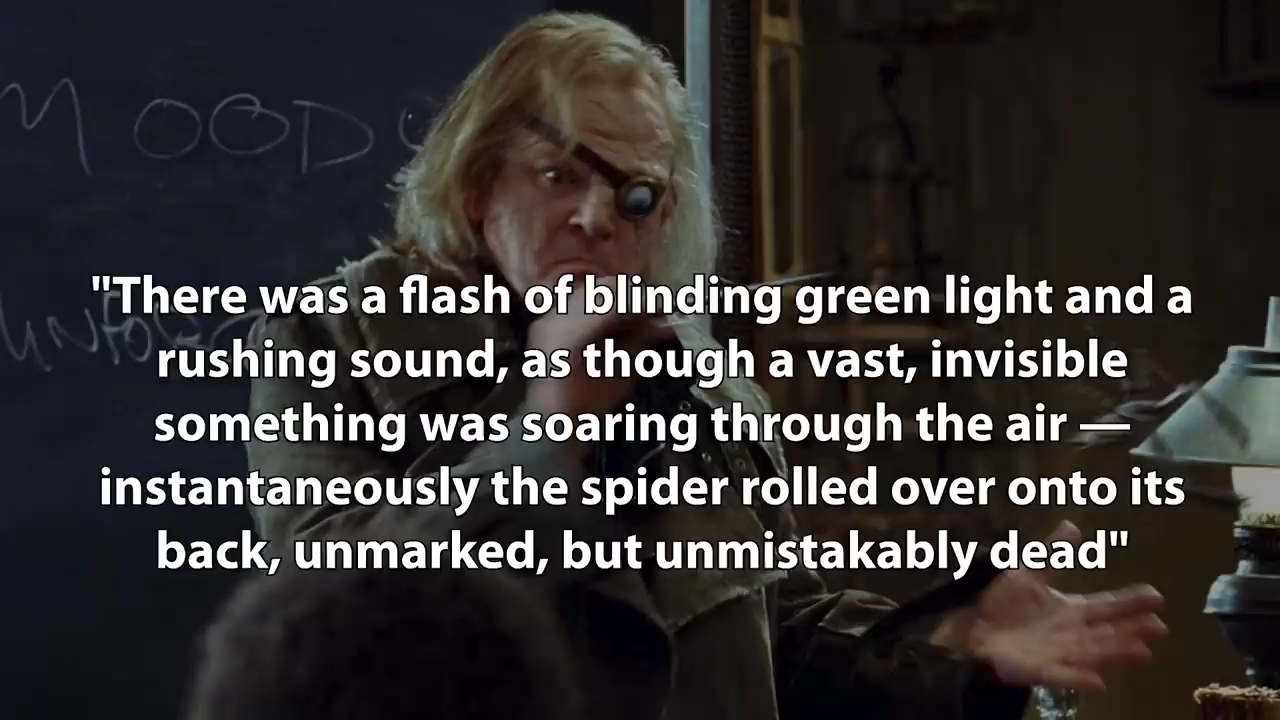 MOODY
"There was a flash of blinding green light and a
rushing sound, as though a vast, invisible
something was soaring through the air —
instantaneously the spider rolled over onto its
back, unmarked, but unmistakably dead"